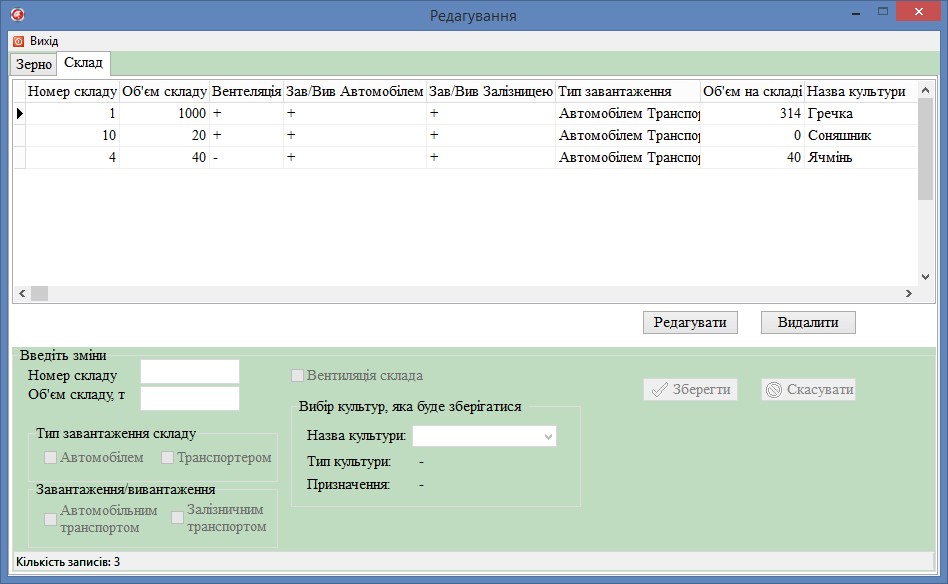 Редагування
Вихід
Зерно Склад
Номер складу Об'єм складу Вентеляція Зав/Вив Автомобілем Зав/Вив Залізницею Тип завантаження Об'єм на складі Назва культури
1 1000 + + + Автомобілем Транспор 314 Гречка
10 20 + + + Автомобілем Транспор 0 Соняшник
4 40 - + + Автомобілем Транспор 40 Ячмінь
Редагувати Видалити
Введіть зміни
Номер складу
Об'єм складу, т
Вентиляція склада
Зберегти Скасувати
Вибір культур, яка буде зберігатися
Назва культури:
Тип культури: -
Призначення: -
Тип завантаження складу
Автомобілем Транспортером
Завантаження/вивантаження
Автомобільним транспортом
Залізничним транспортом
Кількість записів: 3